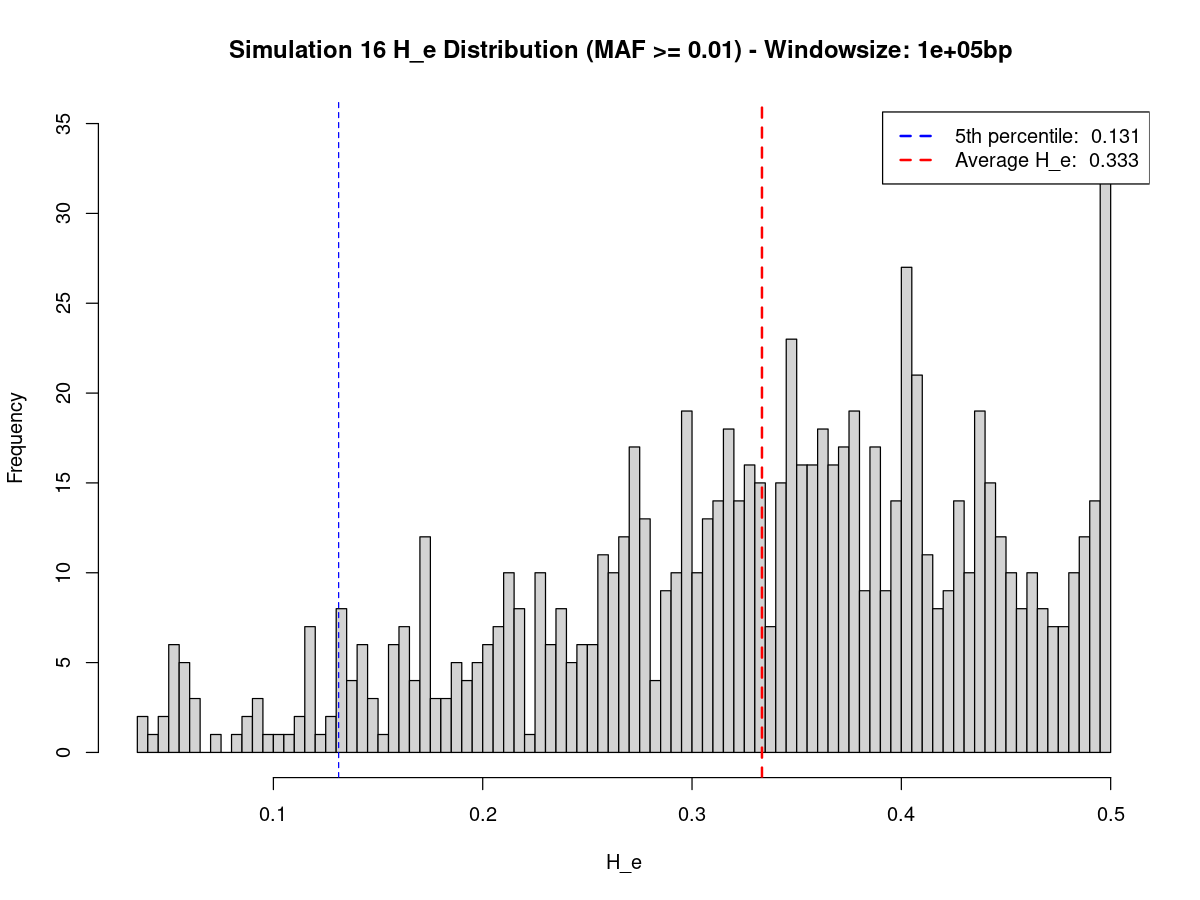 Simulation 16 H_e Distribution (MAF >= 0.01) - Windowsize: 1e+05bp
5th percentile: 0.131
Average H_e: 0.333
Frequency
35
30
25
20
15
10
5
0
0.1 0.2 0.3 0.4 0.5
H_e